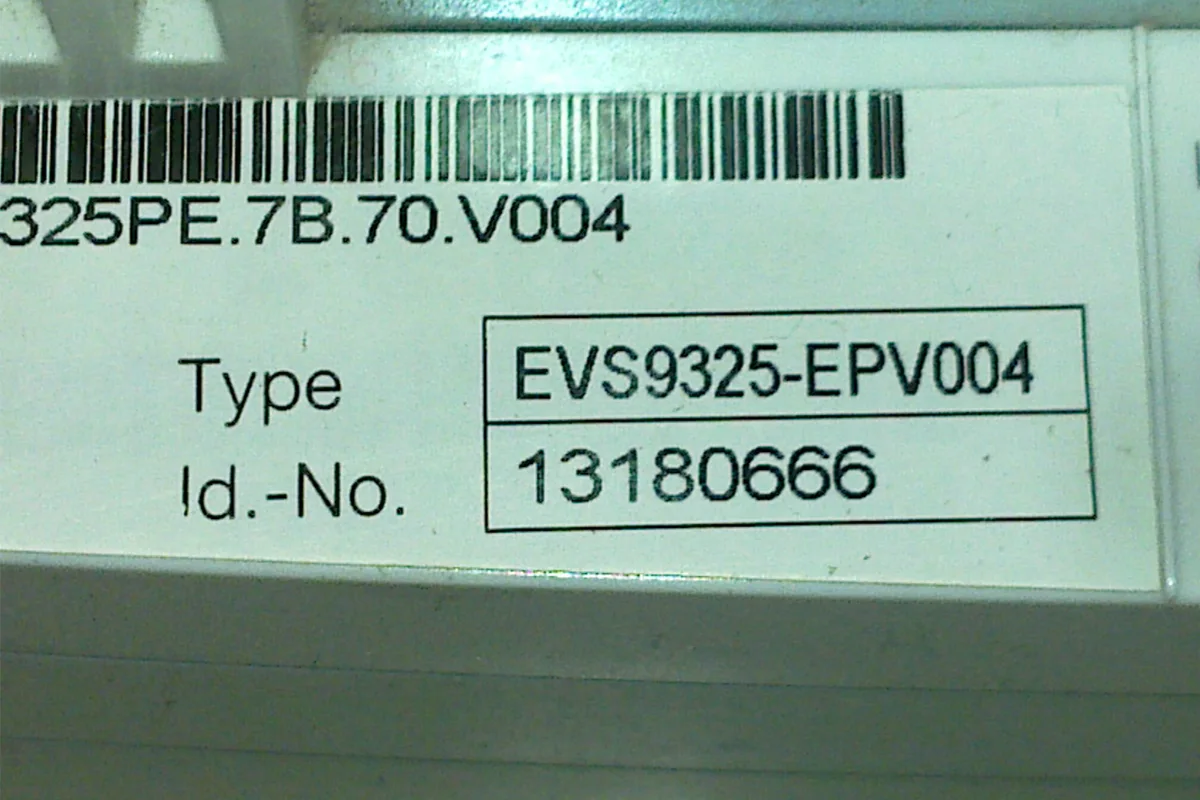 325PE.7B.70.V004
Type EVS9325-EPV004
Id.-No. 13180666